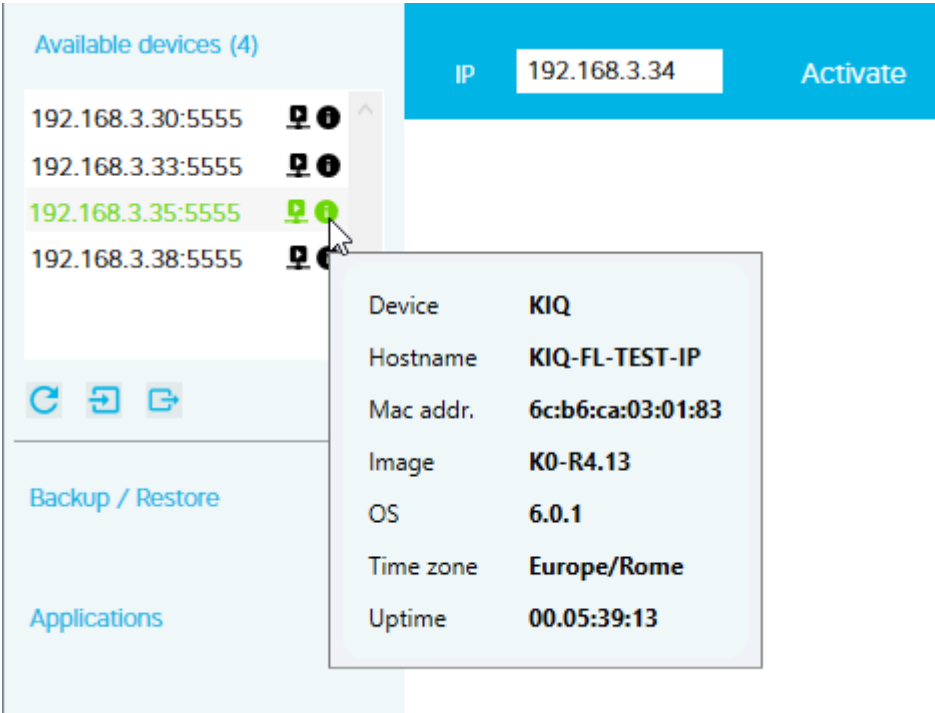 Available devices (4)
IP 192.168.3.34 Activate
192.168.3.30:5555
192.168.3.33:5555
192.168.3.35:5555
192.168.3.38:5555
Device KIQ
Hostname KIQ-FL-TEST-IP
Mac addr. 6c:b6:ca:03:01:83
Image K0-R4.13
OS 6.0.1
Time zone Europe/Rome
Uptime 00.05:39:13
Backup / Restore
Applications